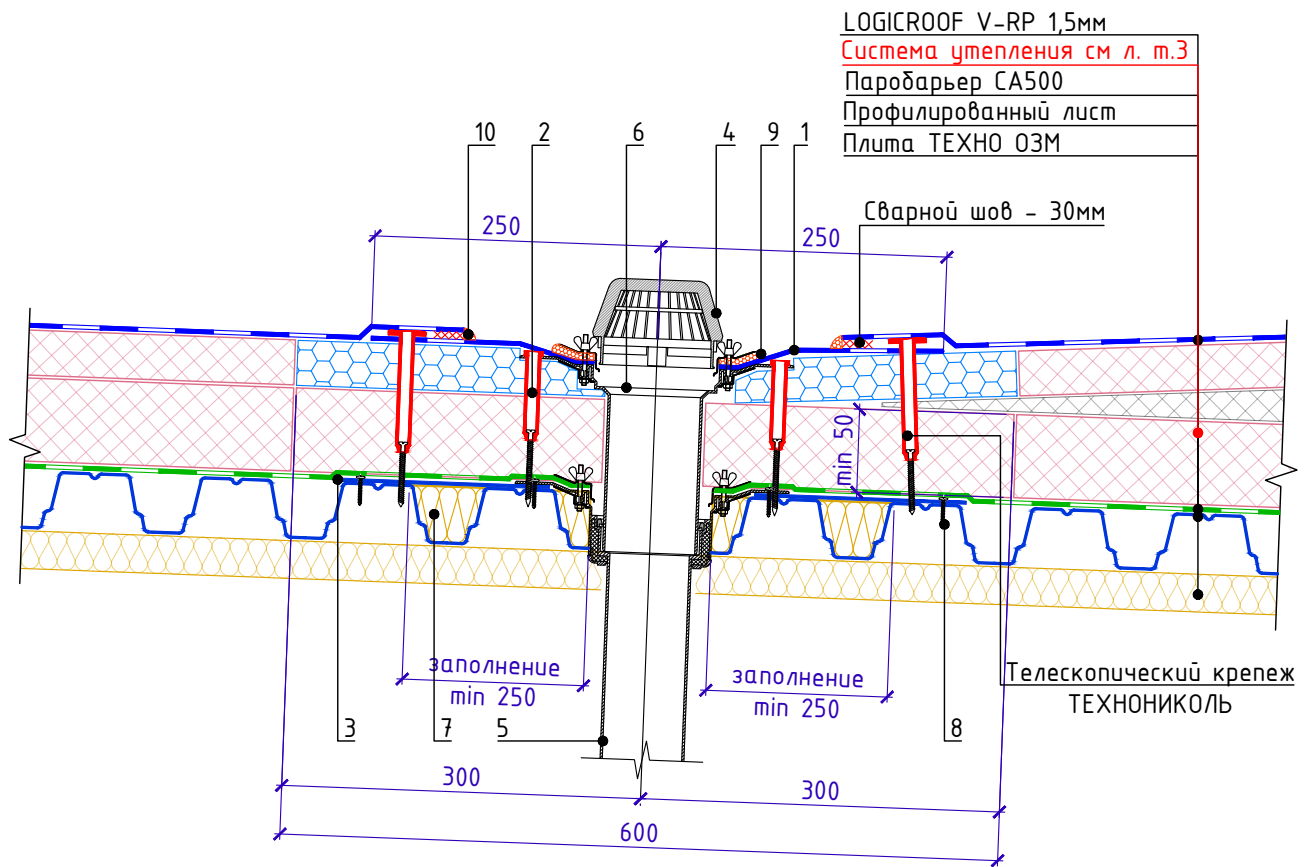 LOGICROOF V-RP 1,5мм
Система утепления см л. т.3
Паробарьер СА500
Профилированный лист
Плита ТЕХНО ОЗМ
10
2
6
4
9
1
Сварной шов - 30мм
250
250
min 50
заполнение
min 250
заполнение
min 250
Телескопический крепеж
ТЕХНОНИКОЛЬ
3
7
5
8
300
300
600